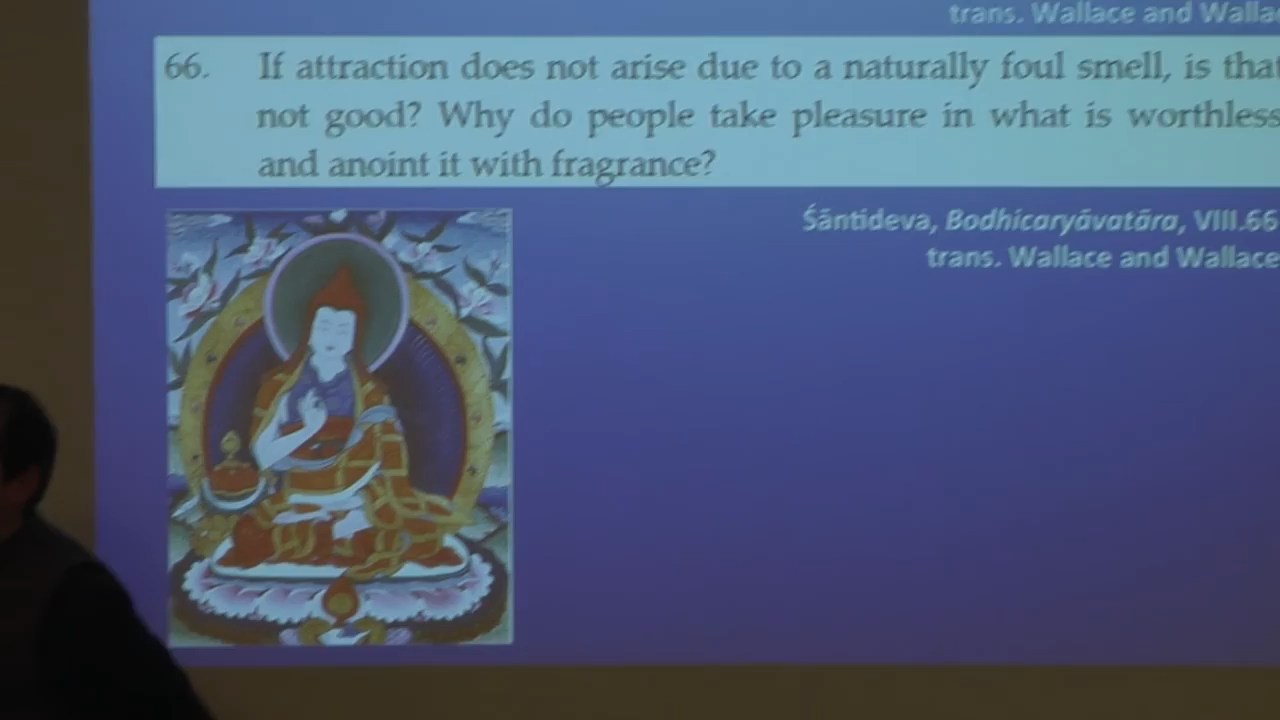 trans. Wallace and
66. If attraction does not arise due to a naturally foul smell, is
not good? Why do people take pleasure in what is worthless
and anoint it with fragrance?
Śāntideva, Bodhicaryāvatāra, VIII.66
trans. Wallace and Wallace